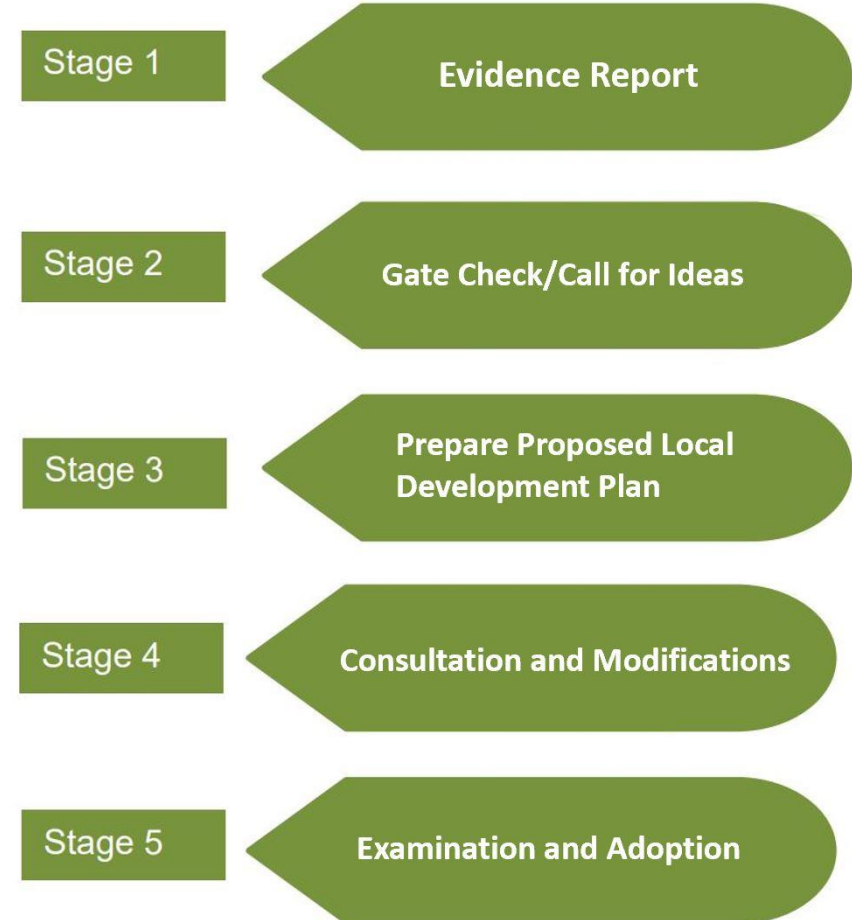 Stage 1
Evidence Report
Stage 2
Gate Check/Call for Ideas
Stage 3
Prepare Proposed Local
Development Plan
Stage 4
Consultation and Modifications
Stage 5
Examination and Adoption